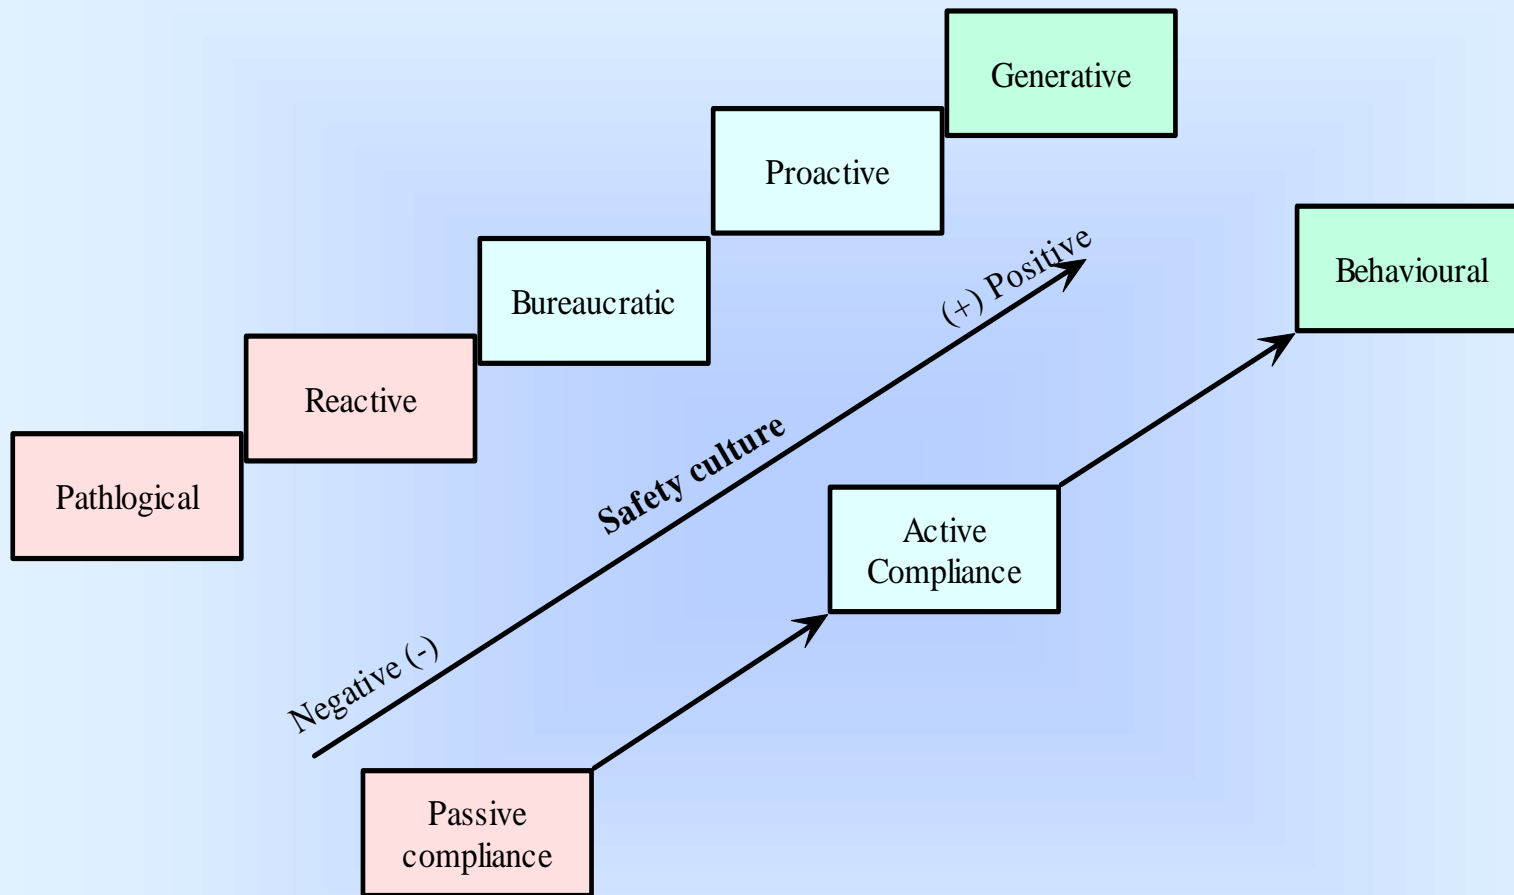 Generative
Proactive
Bureaucratic
Reactive
Pathlogical
(+) Positive
Safety culture
Negative (-)
Behavioural
Active
Compliance
Passive
compliance